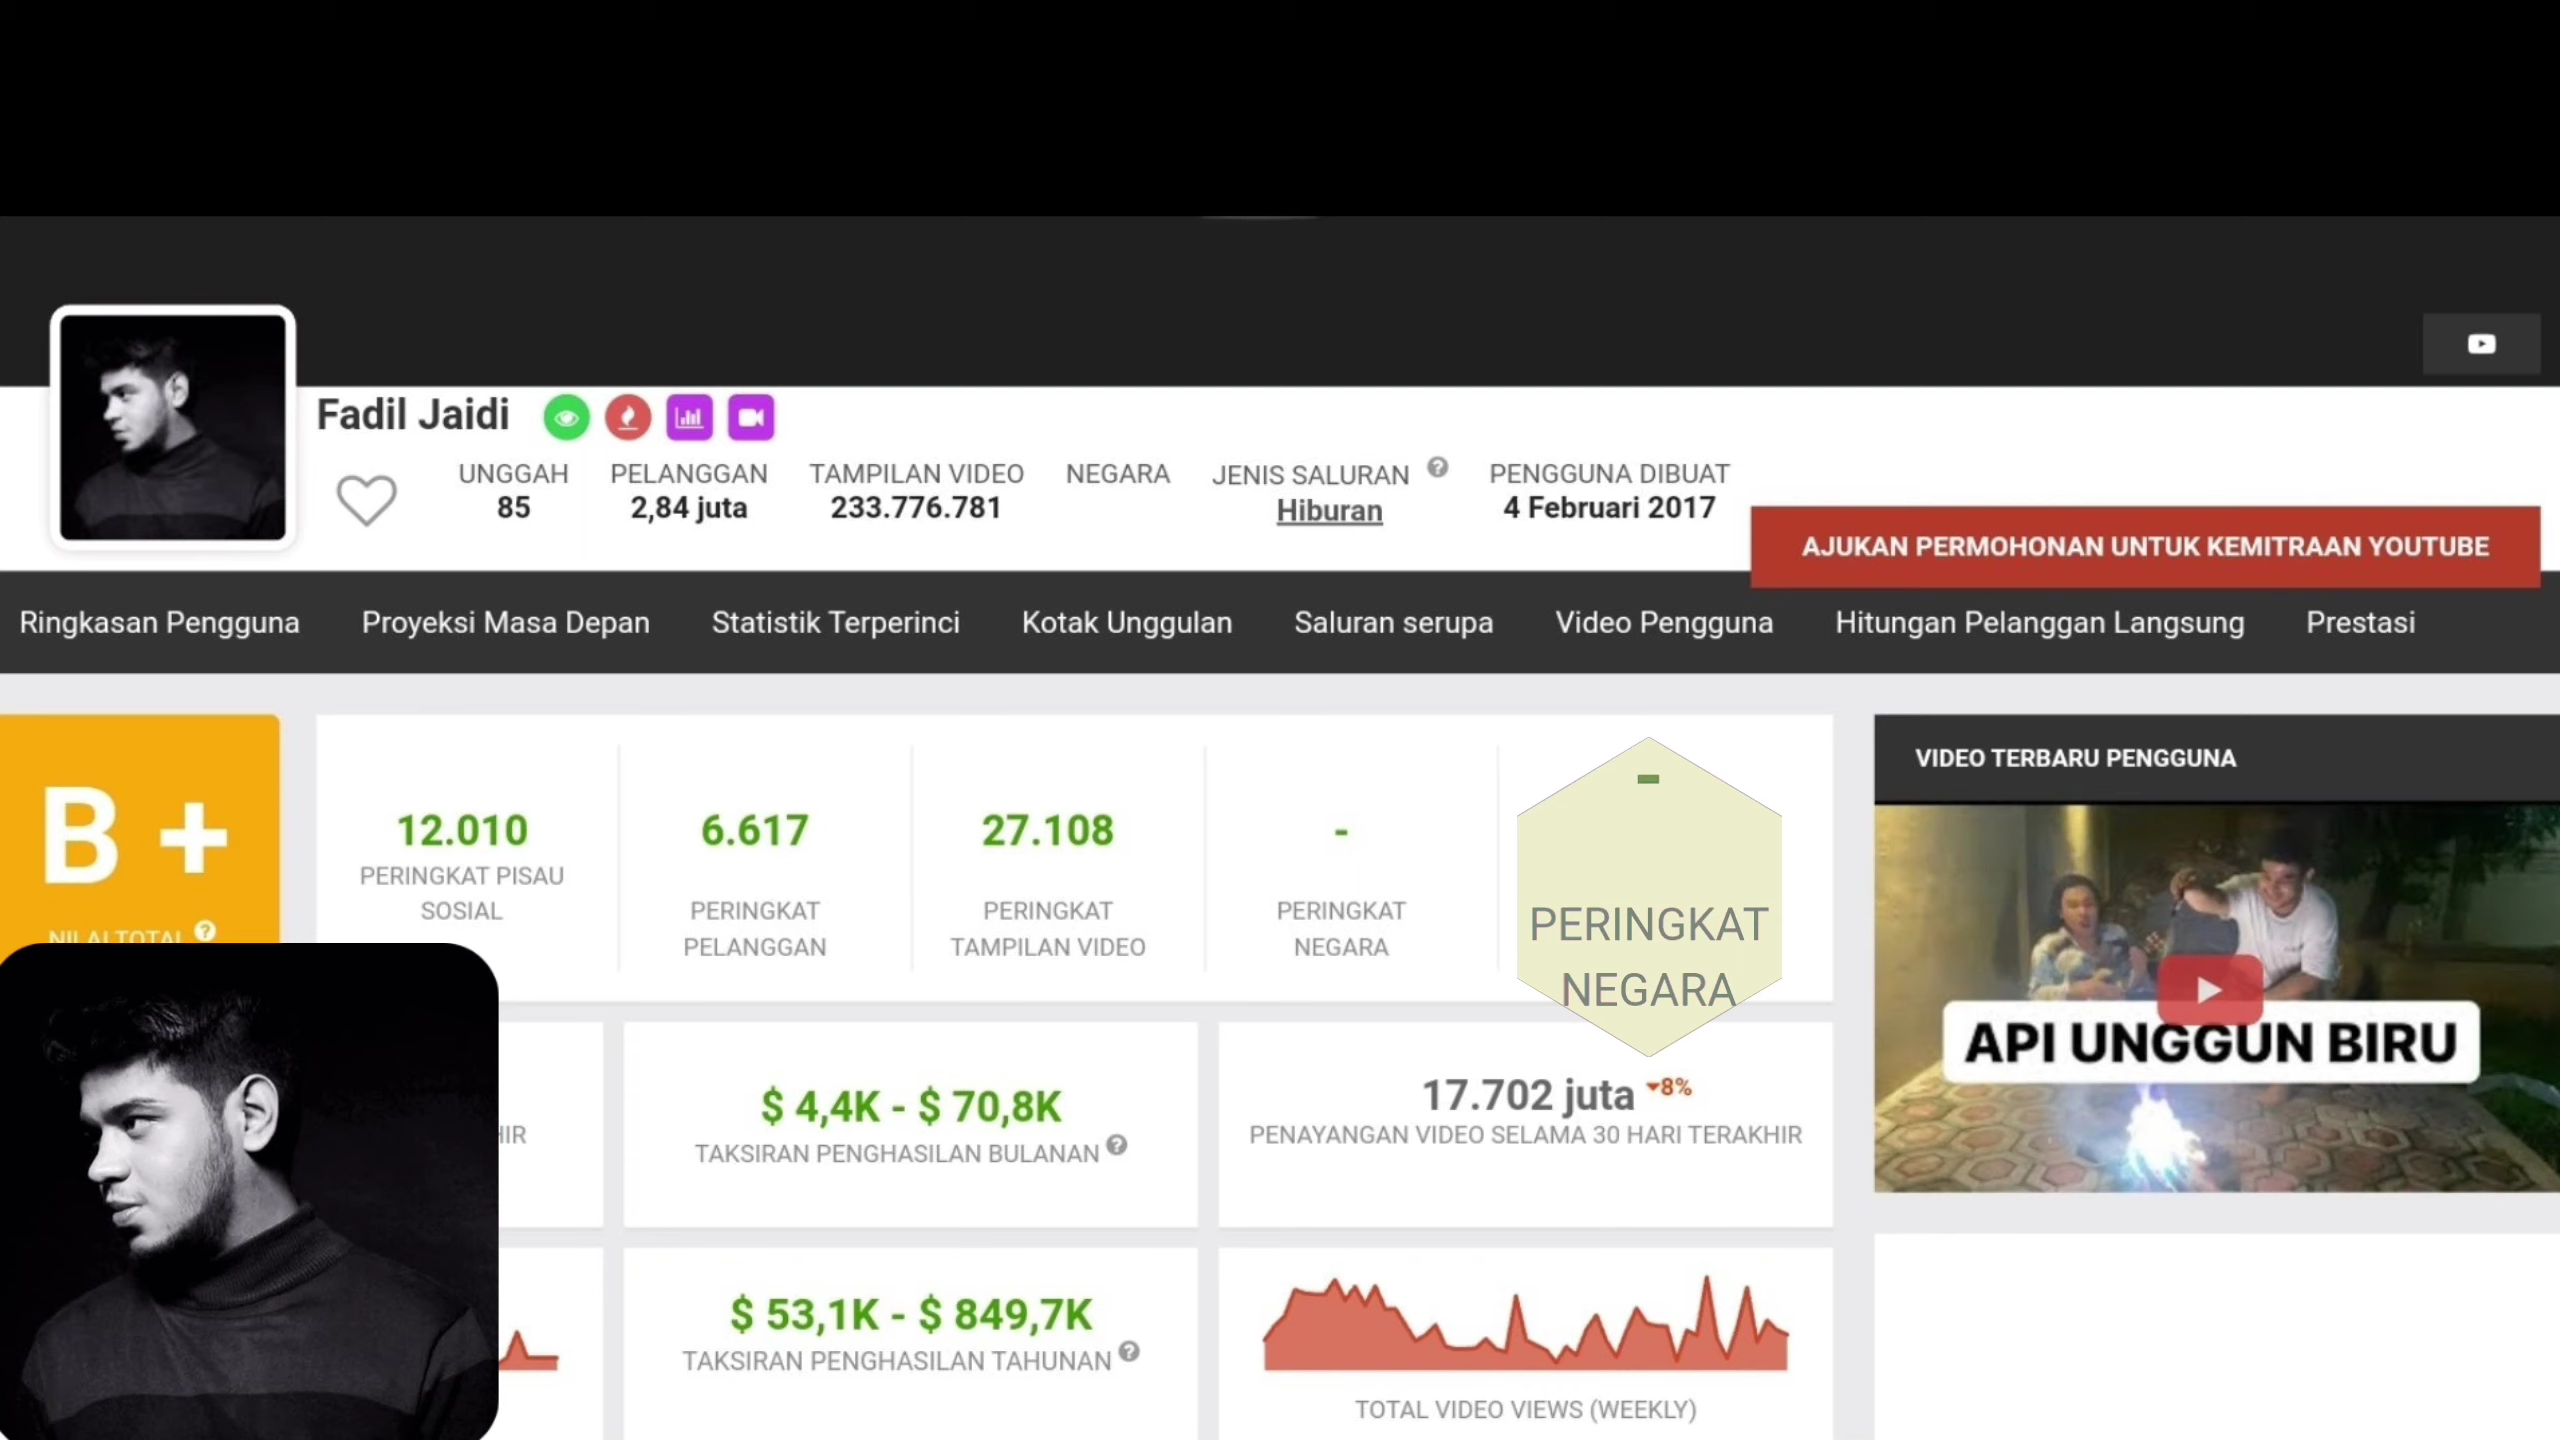 Fadil Jaidi
UNGGAH
85
PELANGGAN
2,84 juta
TAMPILAN VIDEO
233.776.781
NEGARA
JENIS SALURAN
Hiburan
PENGGUNA DIBUAT
4 Februari 2017
AJUKAN PERMOHONAN UNTUK KEMITRAAN YOUTUBE
Ringkasan Pengguna
Proyeksi Masa Depan
Statistik Terperinci
Kotak Unggulan
Saluran serupa
Video Pengguna
Hitungan Pelanggan Langsung
Prestasi
B +
NILAI TOTAL
12.010
PERINGKAT PISAU
SOSIAL
6.617
PERINGKAT
PELANGGAN
27.108
PERINGKAT
TAMPILAN VIDEO
-
PERINGKAT
NEGARA
-
PERINGKAT
NEGARA
VIDEO TERBARU PENGGUNA
API UNGGUN BIRU
$ 4,4K - $ 70,8K
TAKSIRAN PENGHASILAN BULANAN
17.702 juta 8%
PENAYANGAN VIDEO SELAMA 30 HARI TERAKHIR
$ 53,1K - $ 849,7K
TAKSIRAN PENGHASILAN TAHUNAN
TOTAL VIDEO VIEWS (WEEKLY)